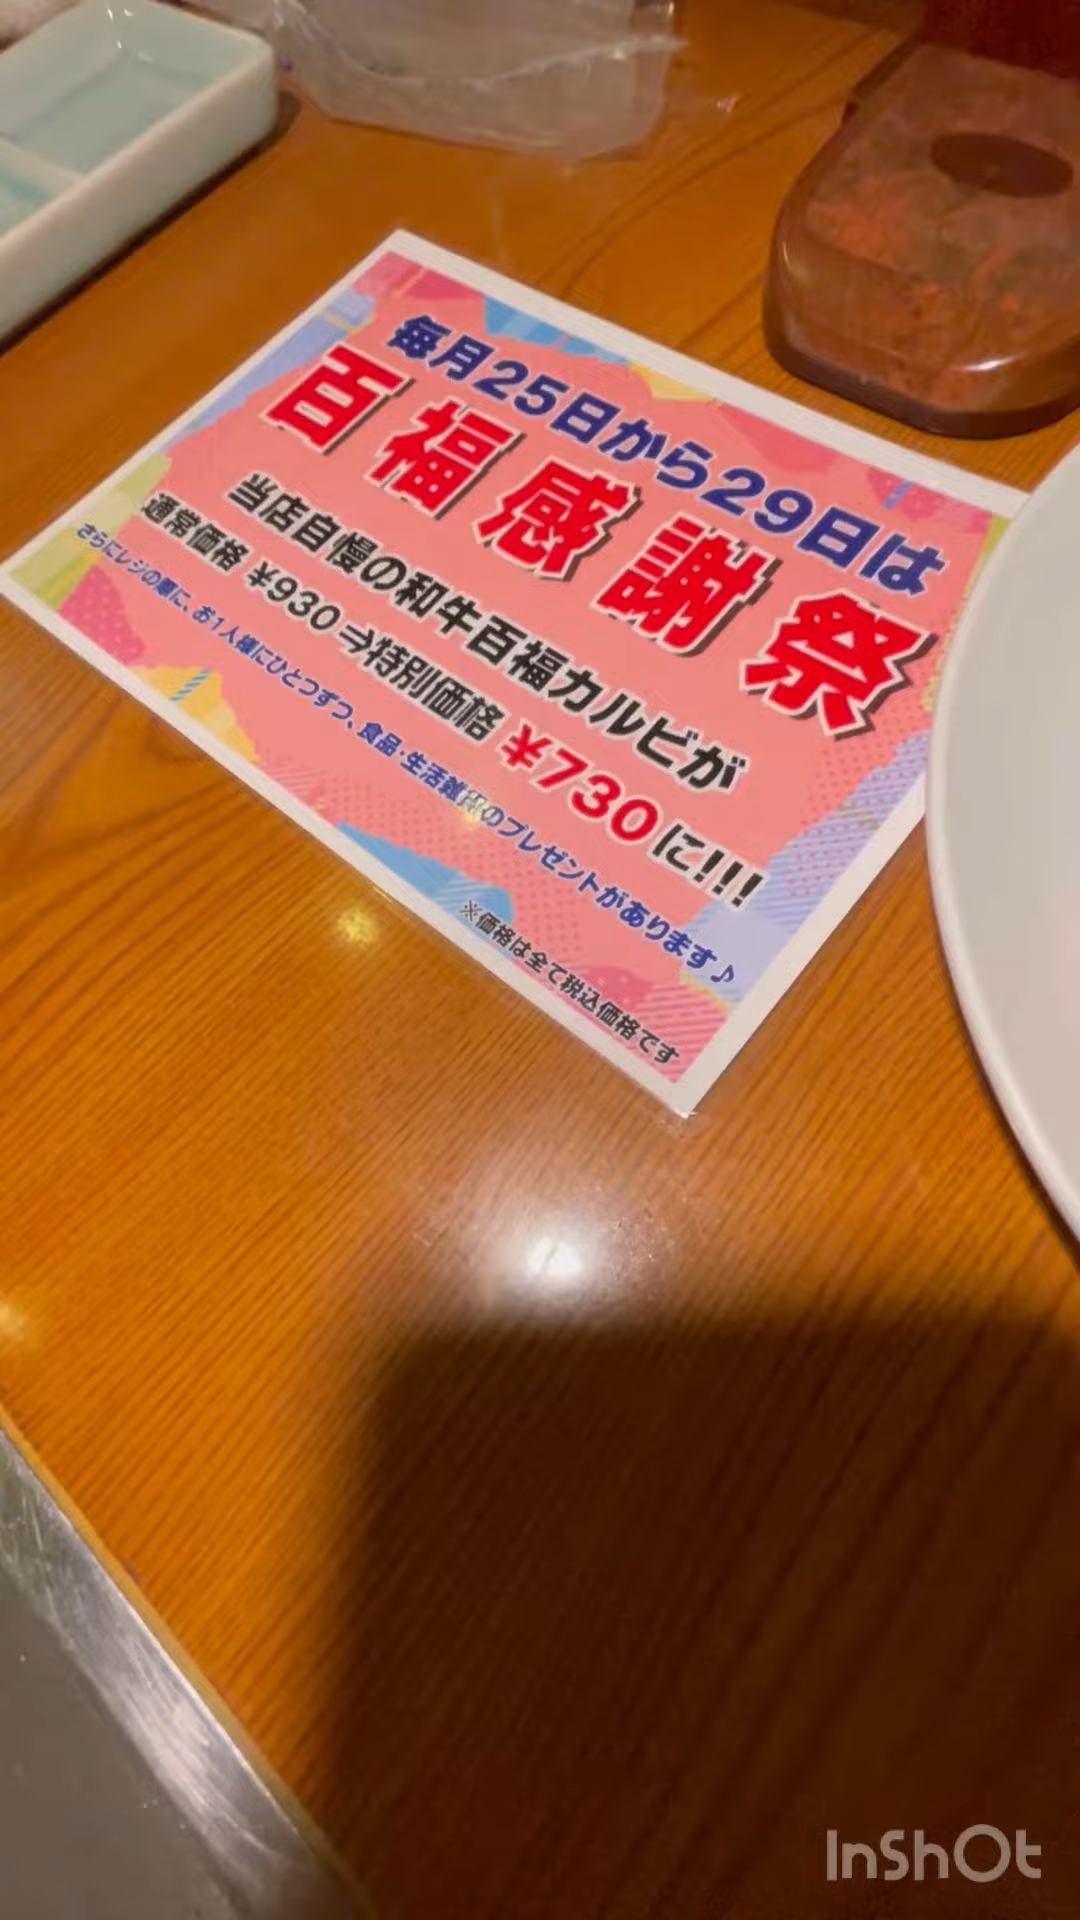 毎月25日から29日は
百福感謝祭
当店自慢の和牛百福カルビが
通常価格 ¥930⇒今特別価格 ¥730に!!!
さらにレジの際に、お1人様にひとつずつ、食品・生活雑貨のプレゼントがあります♪
※価格は全て税込価格です
InShOt